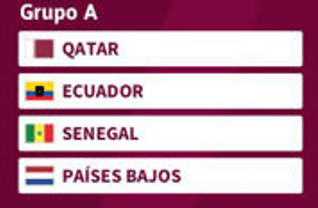 Grupo A
QATAR
ECUADOR
SENEGAL
PAÍSES BAJOS